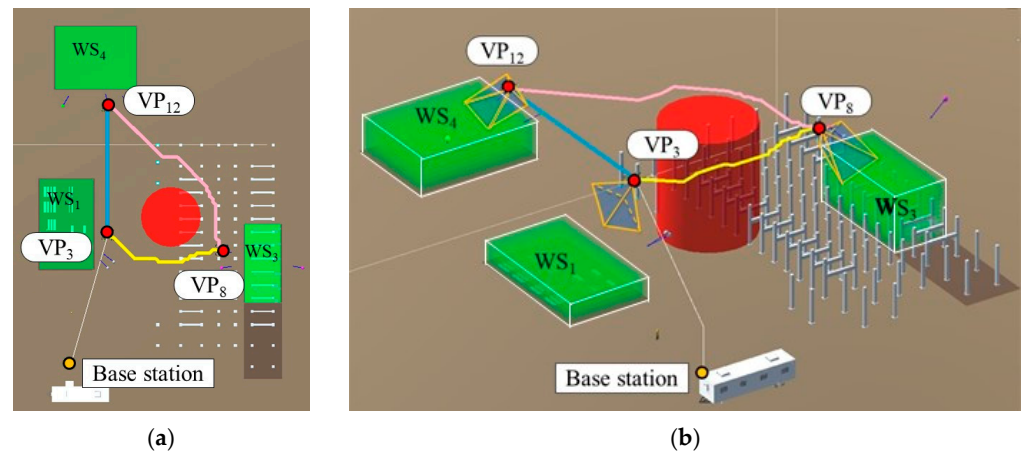 WS4
VP12
WS1
VP3
WS3
VP8
Base station
(a)
VP12
WS4
VP8
VP3
WS3
WS1
Base station
(b)